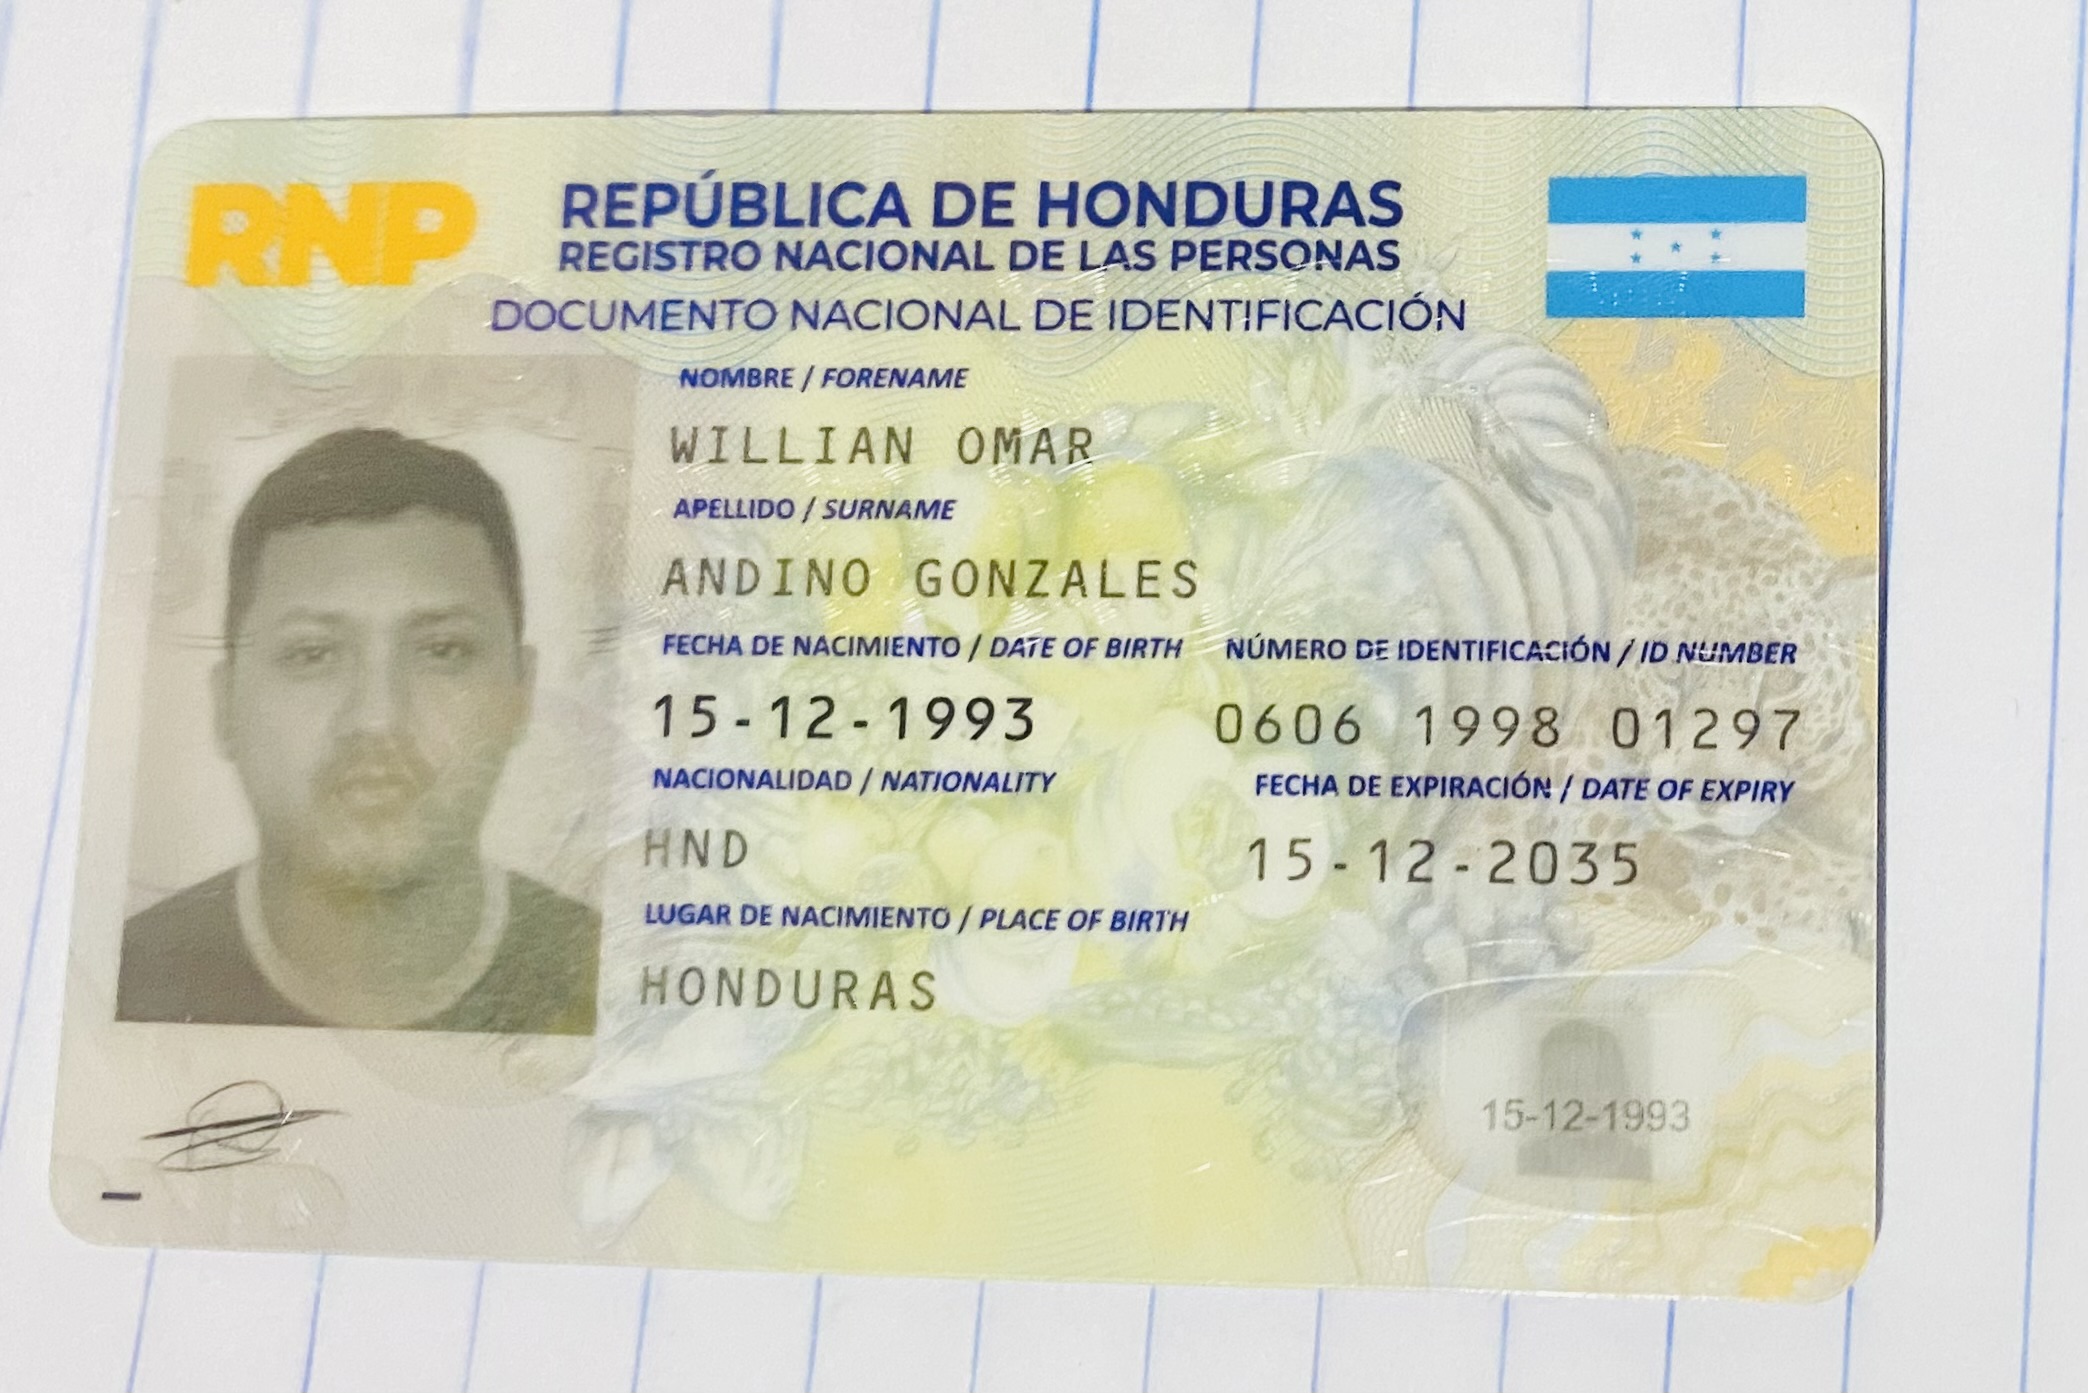 RNP
REPÚBLICA DE HONDURAS
REGISTRO NACIONAL DE LAS PERSONAS
DOCUMENTO NACIONAL DE IDENTIFICACIÓN
NOMBRE / FORENAME
WILLIAN OMAR
APELLIDO / SURNAME
ANDINO GONZALES
FECHA DE NACIMIENTO / DATE OF BIRTH NÚMERO DE IDENTIFICACIÓN / ID NUMBER
15-12-1993 0606 1998 01297
NACIONALIDAD / NATIONALITY FECHA DE EXPIRACIÓN / DATE OF EXPIRY
HND 15-12-2035
LUGAR DE NACIMIENTO / PLACE OF BIRTH
HONDURAS
15-12-1993